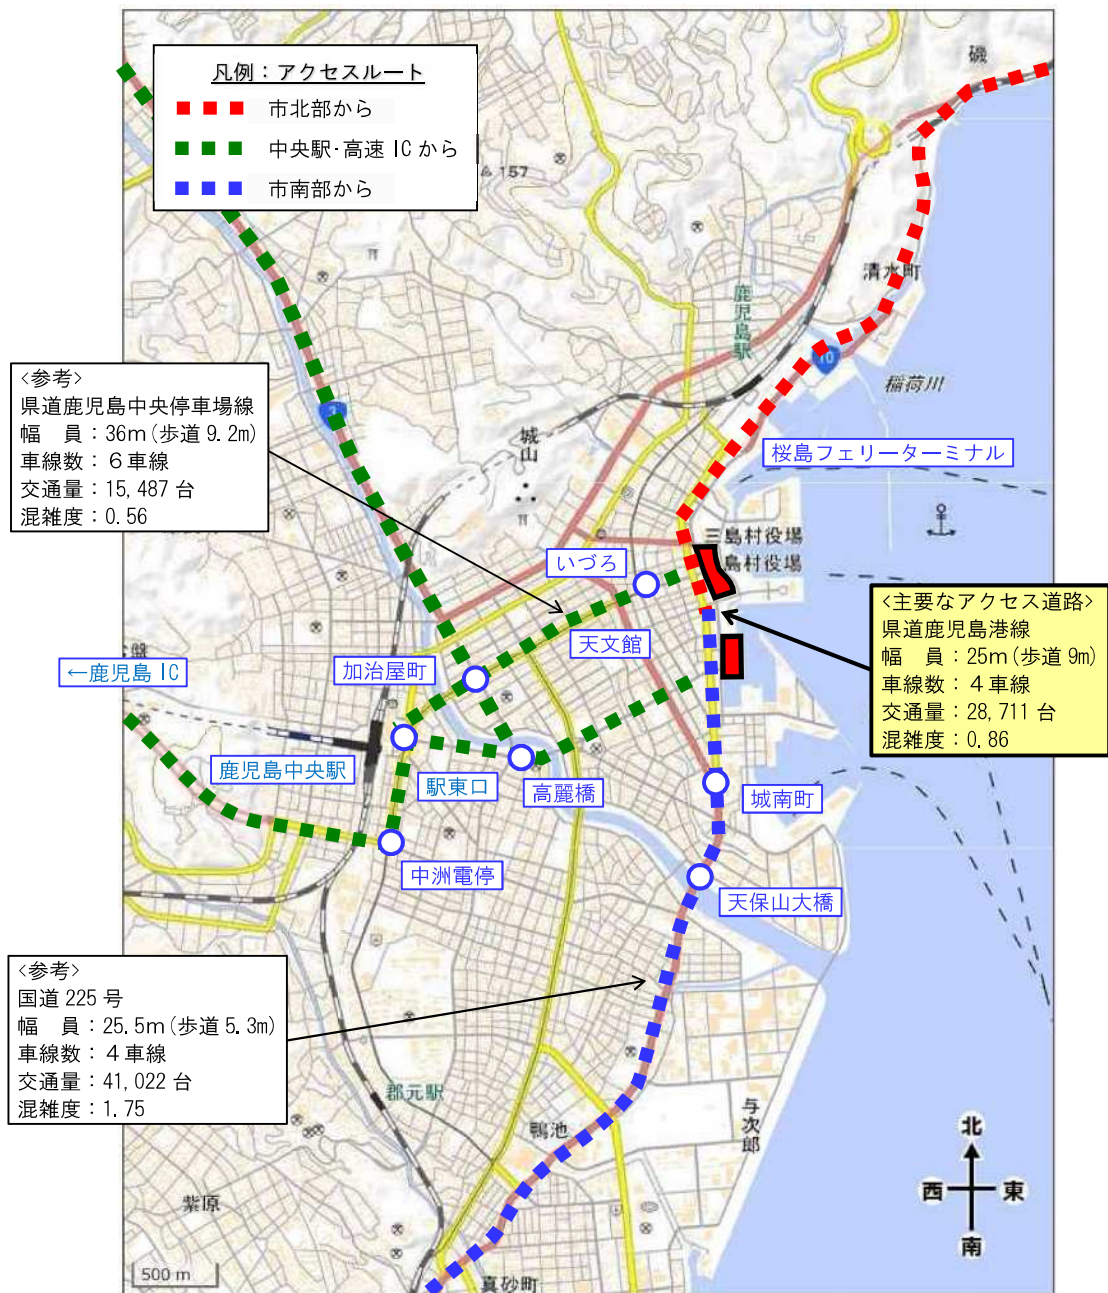 凡例：アクセスルート
市北部から
中央駅・高速 IC から
市南部から
磯
157
清水町
鹿児島駅
10
稲荷川
<参考>
県道鹿児島中央停車場線
幅　員：36m（歩道 9.2m）
車線数：６車線
交通量：15,487 台
混雑度：0.56
3
城山
桜島フェリーターミナル
三島村役場
島村役場
いづろ
天文館
<主要なアクセス道路>
県道鹿児島港線
幅　員：25m（歩道 9m）
車線数：４車線
交通量：28,711 台
混雑度：0.86
加治屋町
←鹿児島 IC
鹿児島中央駅
駅東口
高麗橋
城南町
中洲電停
天保山大橋
<参考>
国道 225 号
幅　員：25.5m（歩道 5.3m）
車線数：４車線
交通量：41,022 台
混雑度：1.75
郡元駅
鴨池
与次郎
紫原
真砂町
500 m
北
西
東
南